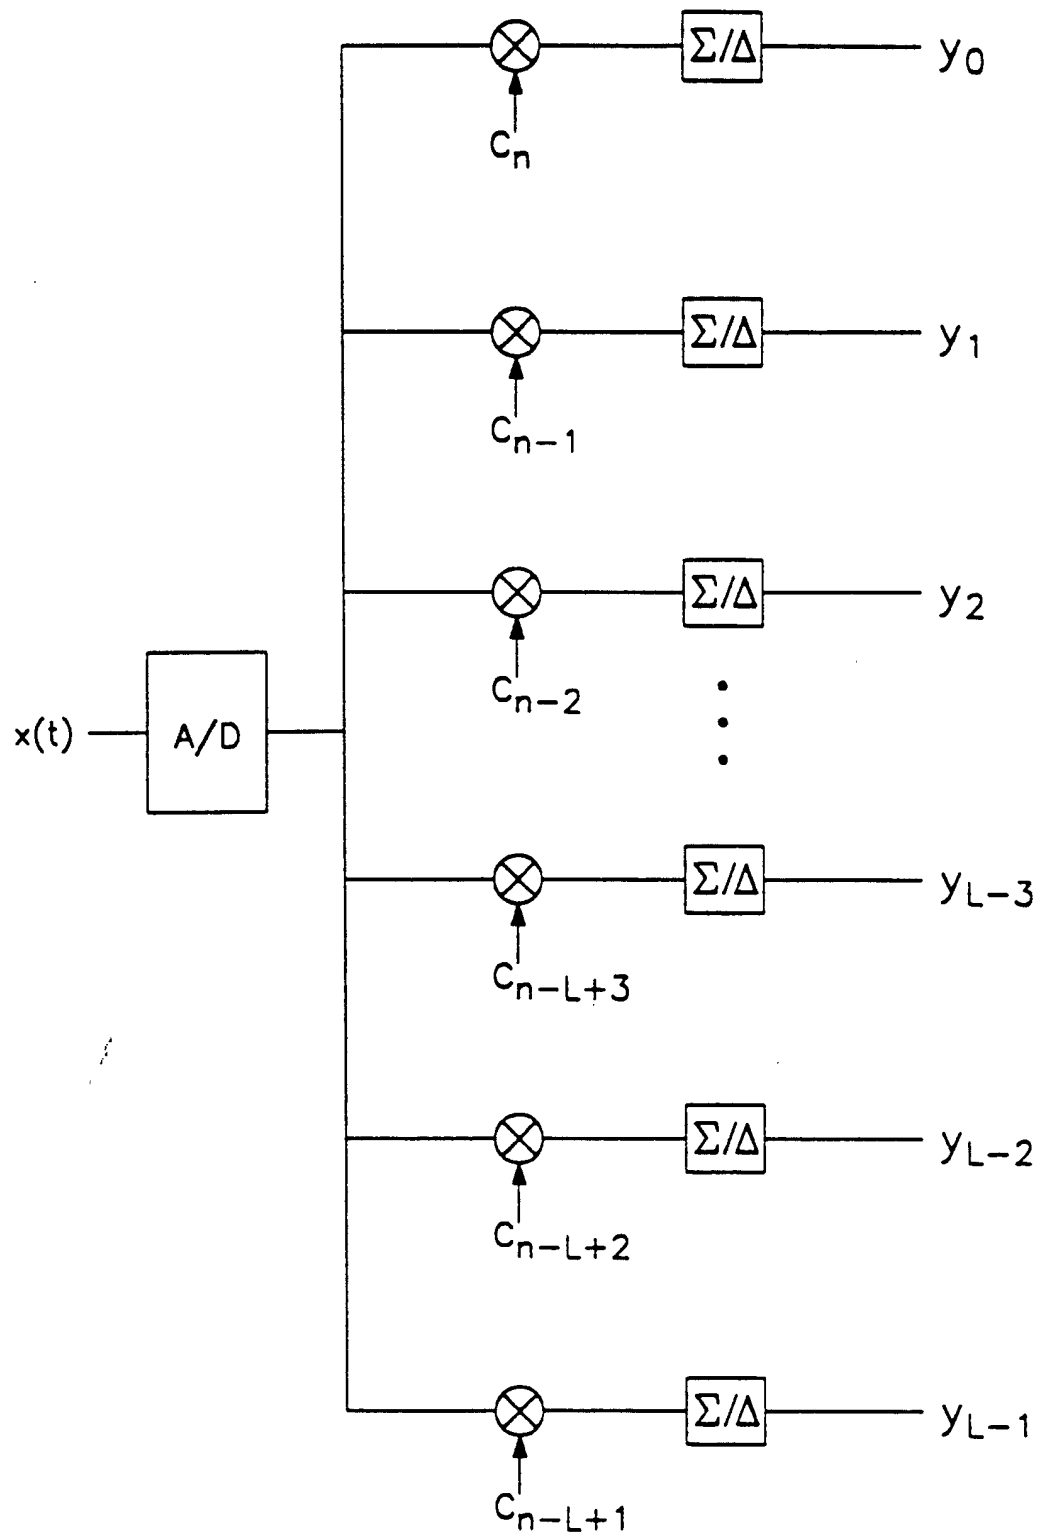 Σ/Δ y0
Cn
Σ/Δ y1
Cn-1
Σ/Δ y2
Cn-2
x(t) A/D
Σ/Δ yL-3
Cn-L+3
Σ/Δ yL-2
Cn-L+2
Σ/Δ yL-1
Cn-L+1